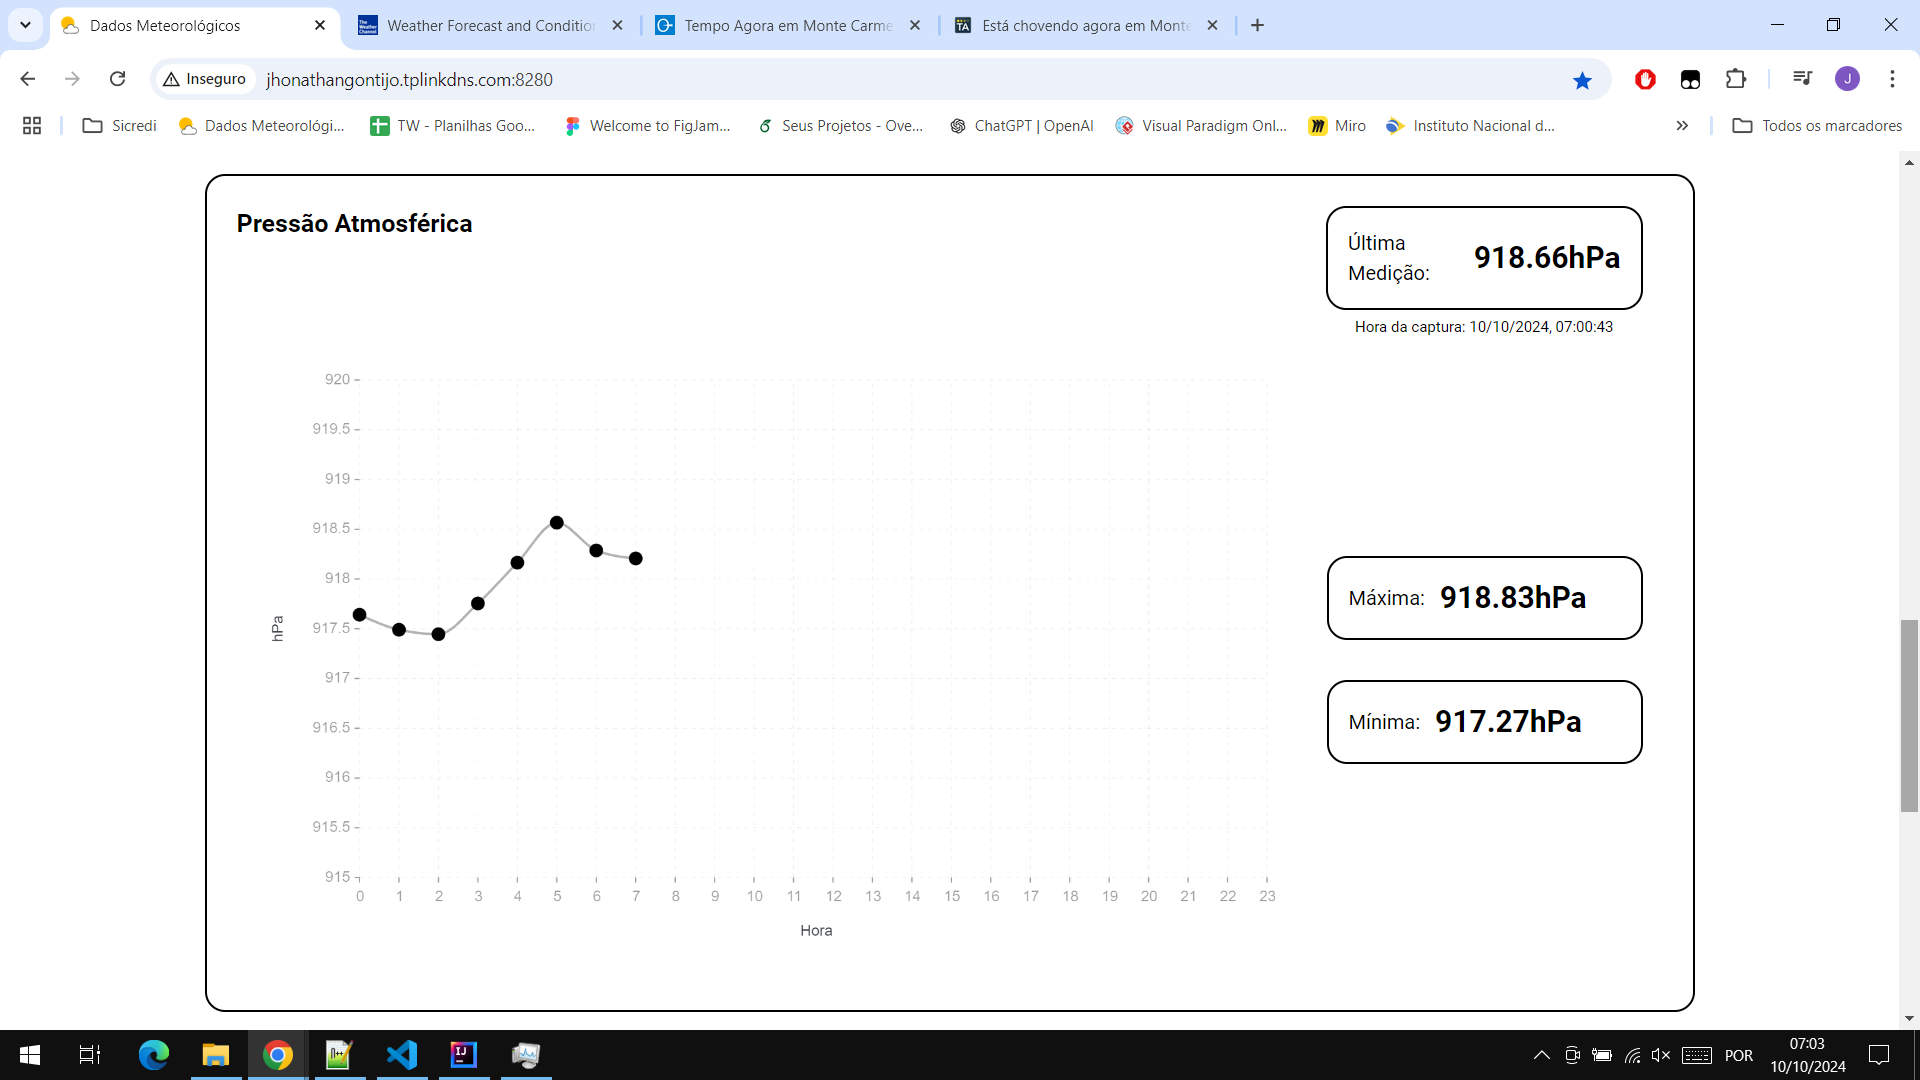 Dados Meteorológicos
Weather Forecast and Condition
Tempo Agora em Monte Carme
Está chovendo agora em Monte
Inseguro
jhonathangontijo.tplinkdns.com:8280
J
Sicredi
Dados Meteorológi...
TW - Planilhas Goo...
Welcome to FigJam...
Seus Projetos - Ove...
ChatGPT | OpenAI
Visual Paradigm Onl...
Miro
Instituto Nacional d...
Todos os marcadores
Pressão Atmosférica
Última
Medição:
918.66hPa
Hora da captura: 10/10/2024, 07:00:43
920
919.5
919
918.5
918
917.5
917
916.5
916
915.5
915
hPa
0 1 2 3 4 5 6 7 8 9 10 11 12 13 14 15 16 17 18 19 20 21 22 23
Hora
Máxima: 918.83hPa
Mínima: 917.27hPa
POR
07:03
10/10/2024